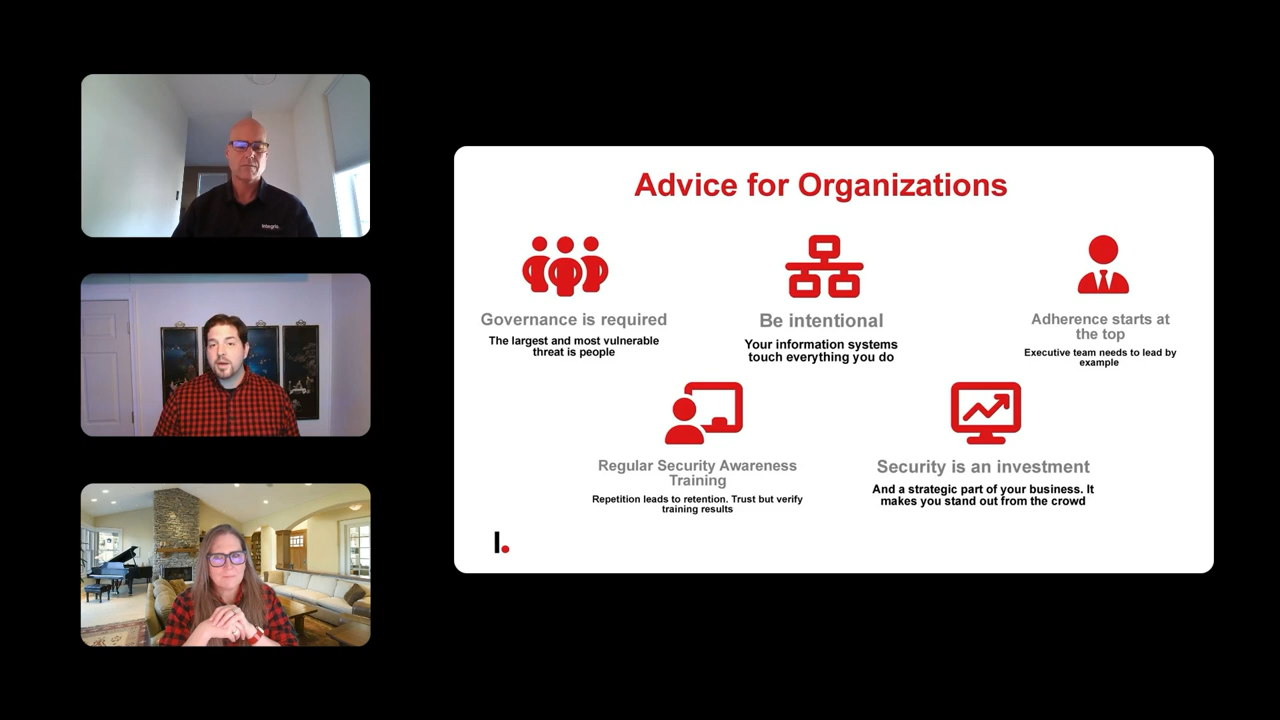 Integris.
Advice for Organizations
Governance is required
The largest and most vulnerable
threat is people
Be intentional
Your information systems
touch everything you do
Adherence starts at
the top
Executive team needs to lead by
example
Regular Security Awareness
Training
Repetition leads to retention. Trust but verify
training results
Security is an investment
And a strategic part of your business. It
makes you stand out from the crowd
I.